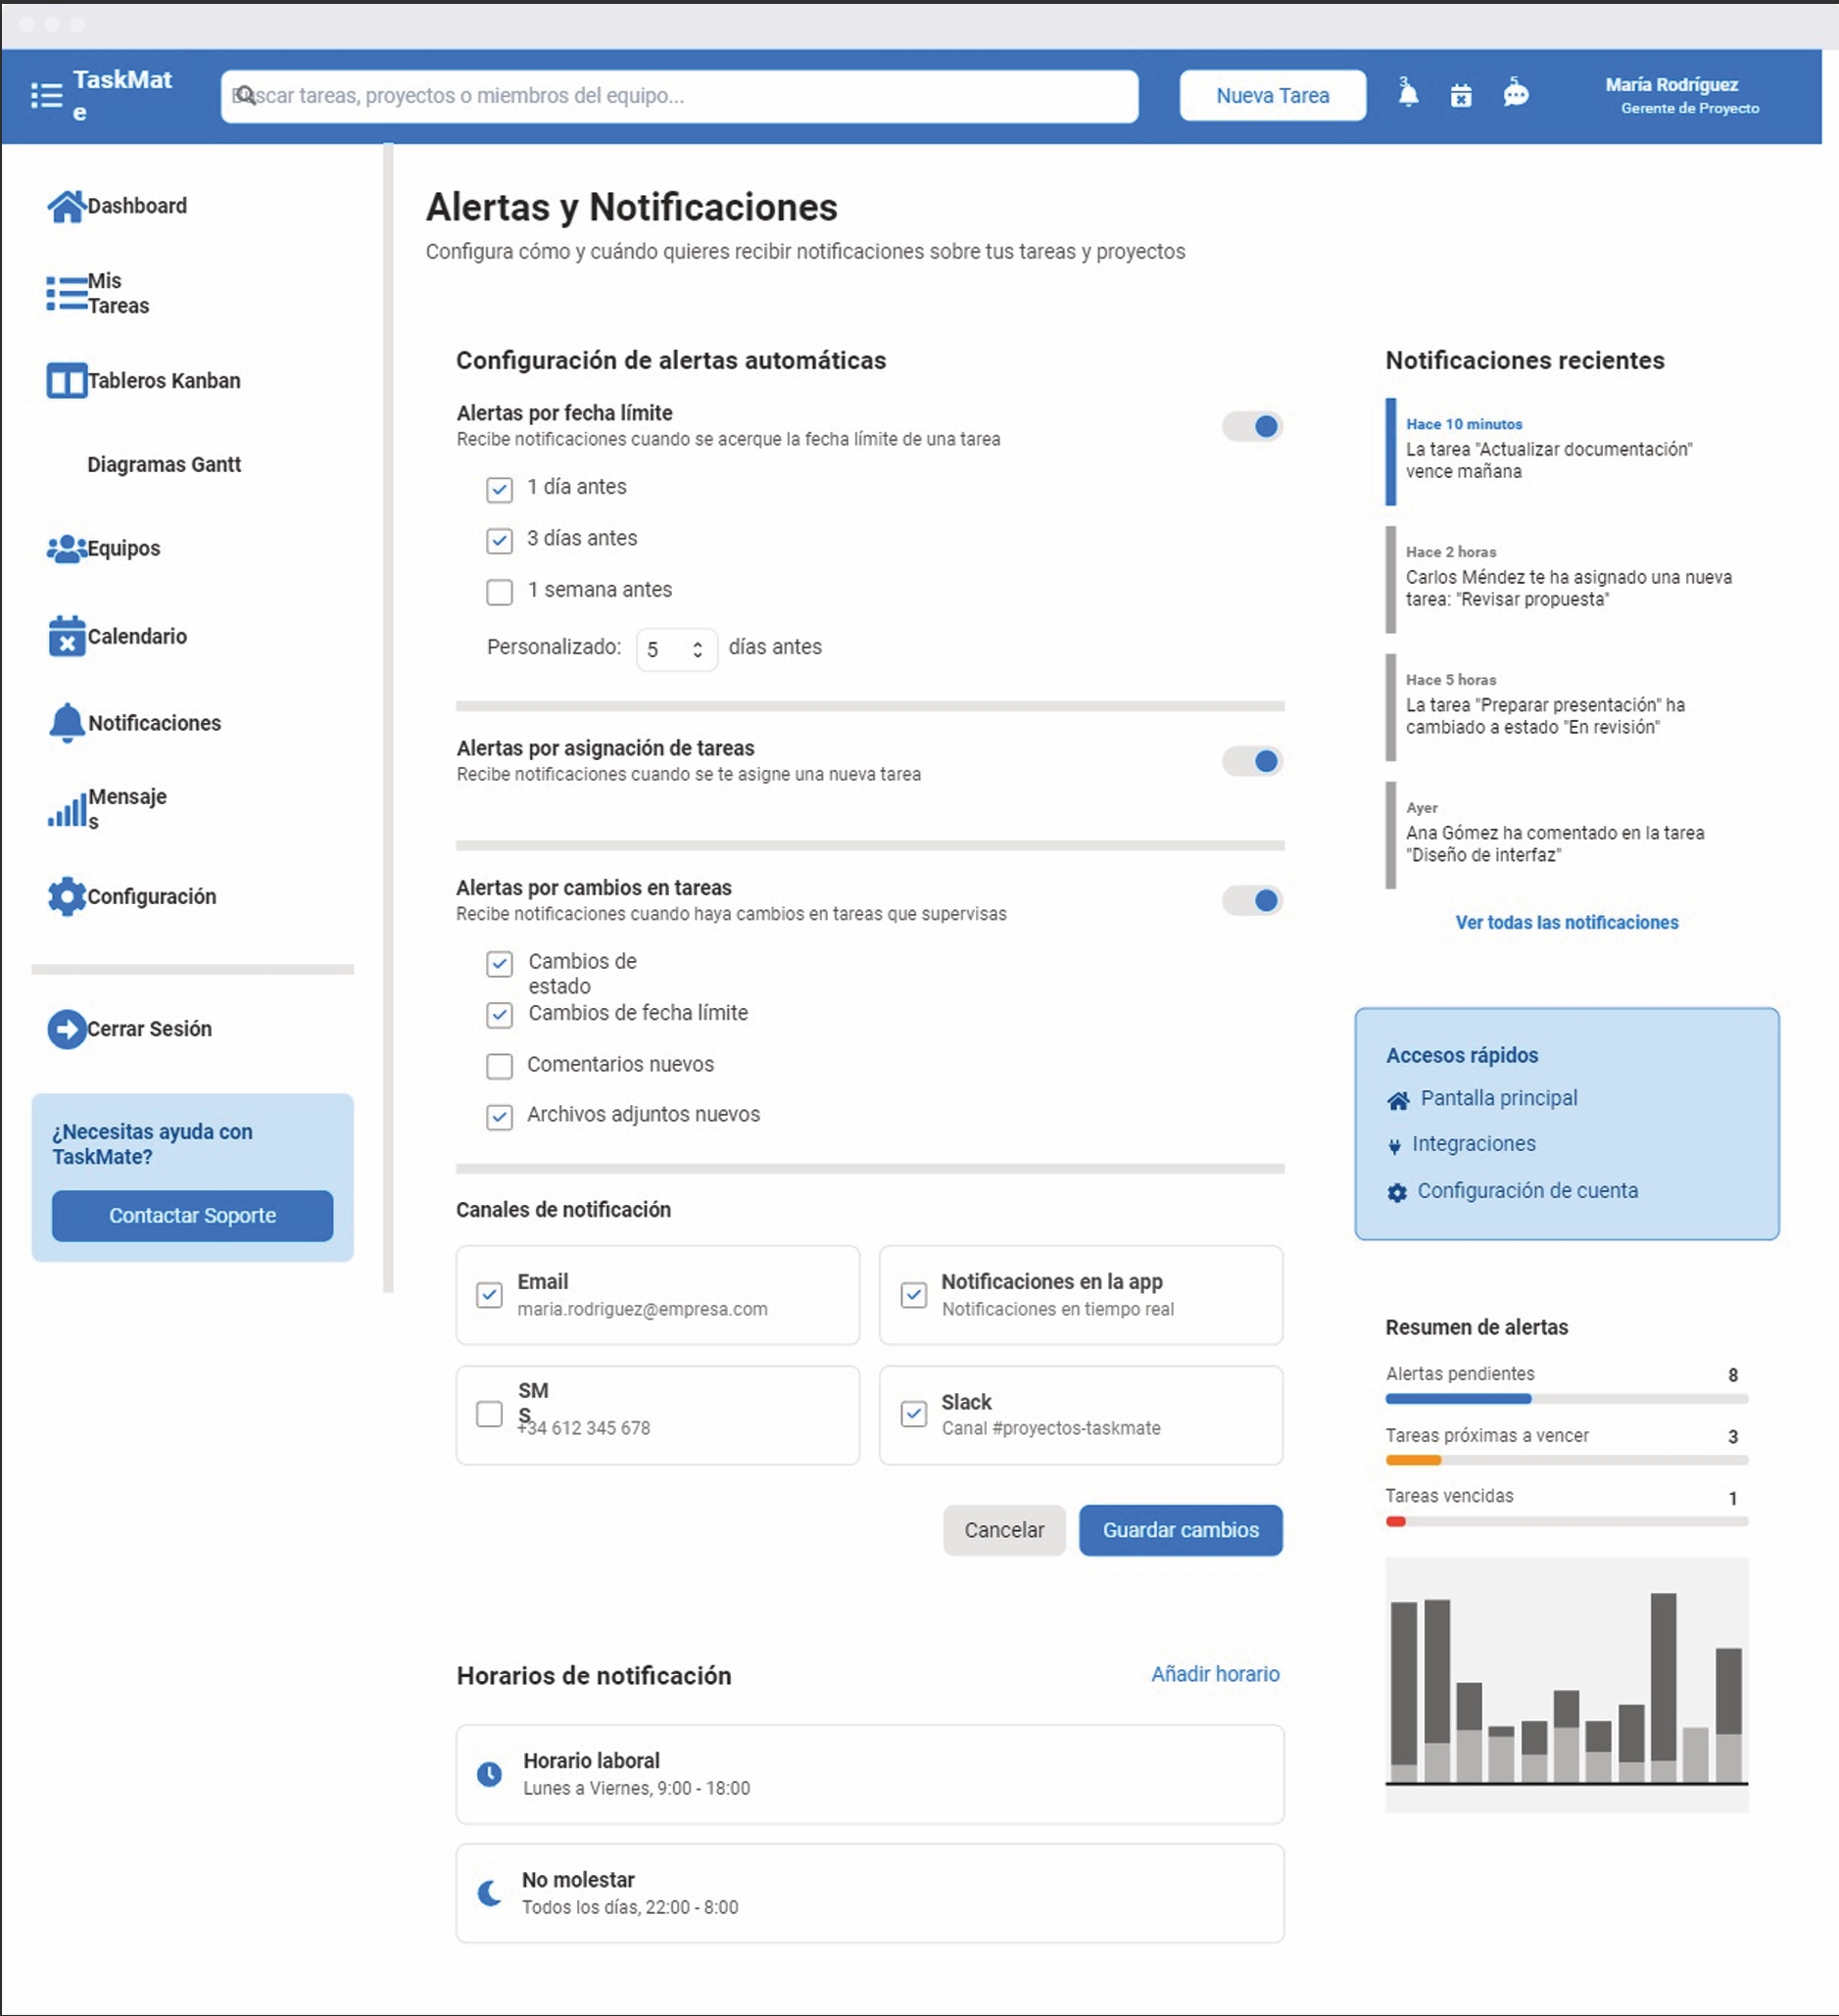 TaskMat
e
Buscar tareas, proyectos o miembros del equipo...
Nueva Tarea
3
5
María Rodríguez
Gerente de Proyecto
Dashboard
Mis
Tareas
Tableros Kanban
Diagramas Gantt
Equipos
Calendario
Notificaciones
Mensaje
s
Configuración
Cerrar Sesión
¿Necesitas ayuda con
TaskMate?
Contactar Soporte
Alertas y Notificaciones
Configura cómo y cuándo quieres recibir notificaciones sobre tus tareas y proyectos
Configuración de alertas automáticas
Alertas por fecha límite
Recibe notificaciones cuando se acerque la fecha límite de una tarea
1 día antes
3 días antes
1 semana antes
Personalizado: 5 días antes
Alertas por asignación de tareas
Recibe notificaciones cuando se te asigne una nueva tarea
Alertas por cambios en tareas
Recibe notificaciones cuando haya cambios en tareas que supervisas
Cambios de
estado
Cambios de fecha límite
Comentarios nuevos
Archivos adjuntos nuevos
Canales de notificación
Email
maria.rodriguez@empresa.com
Notificaciones en la app
Notificaciones en tiempo real
SM
S
+34 612 345 678
Slack
Canal #proyectos-taskmate
Cancelar
Guardar cambios
Horarios de notificación
Añadir horario
Horario laboral
Lunes a Viernes, 9:00 - 18:00
No molestar
Todos los días, 22:00 - 8:00
Notificaciones recientes
Hace 10 minutos
La tarea "Actualizar documentación"
vence mañana
Hace 2 horas
Carlos Méndez te ha asignado una nueva
tarea: "Revisar propuesta"
Hace 5 horas
La tarea "Preparar presentación" ha
cambiado a estado "En revisión"
Ayer
Ana Gómez ha comentado en la tarea
"Diseño de interfaz"
Ver todas las notificaciones
Accesos rápidos
Pantalla principal
Integraciones
Configuración de cuenta
Resumen de alertas
Alertas pendientes 8
Tareas próximas a vencer 3
Tareas vencidas 1